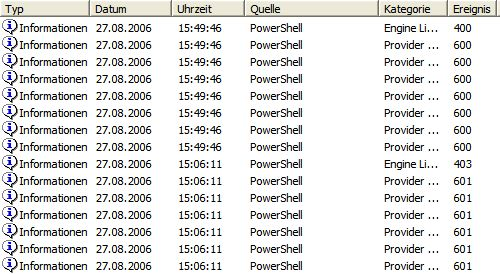 Typ Datum Uhrzeit Quelle Kategorie Ereignis
Informationen 27.08.2006 15:49:46 PowerShell Engine Li... 400
Informationen 27.08.2006 15:49:46 PowerShell Provider ... 600
Informationen 27.08.2006 15:49:46 PowerShell Provider ... 600
Informationen 27.08.2006 15:49:46 PowerShell Provider ... 600
Informationen 27.08.2006 15:49:46 PowerShell Provider ... 600
Informationen 27.08.2006 15:49:46 PowerShell Provider ... 600
Informationen 27.08.2006 15:49:46 PowerShell Provider ... 600
Informationen 27.08.2006 15:49:46 PowerShell Provider ... 600
Informationen 27.08.2006 15:06:11 PowerShell Engine Li... 403
Informationen 27.08.2006 15:06:11 PowerShell Provider ... 601
Informationen 27.08.2006 15:06:11 PowerShell Provider ... 601
Informationen 27.08.2006 15:06:11 PowerShell Provider ... 601
Informationen 27.08.2006 15:06:11 PowerShell Provider ... 601
Informationen 27.08.2006 15:06:11 PowerShell Provider ... 601
Informationen 27.08.2006 15:06:11 PowerShell Provider ... 601